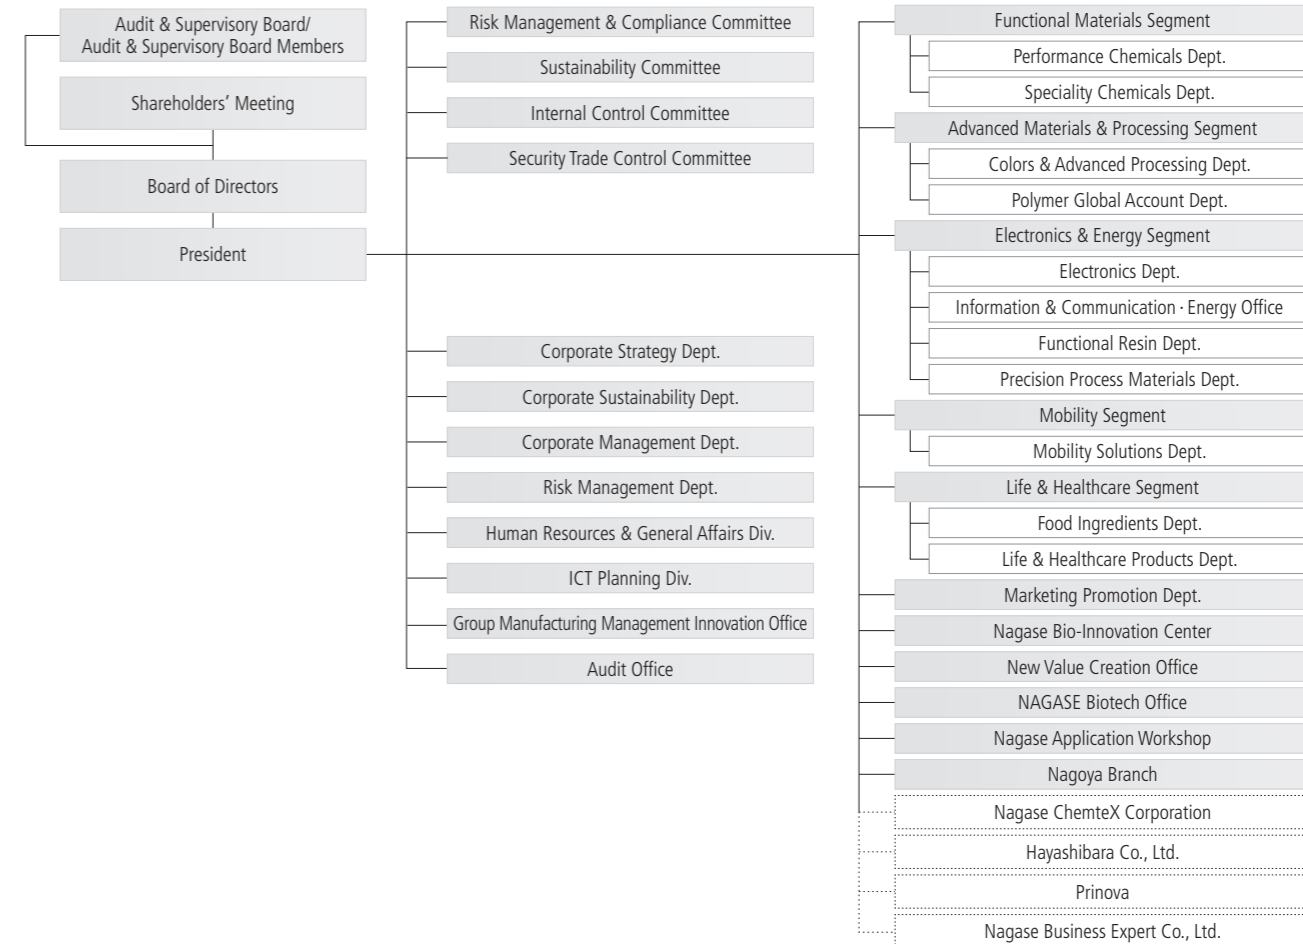 Audit & Supervisory Board/
Audit & Supervisory Board Members
Shareholders’ Meeting
Board of Directors
President
Risk Management & Compliance Committee
Sustainability Committee
Internal Control Committee
Security Trade Control Committee
Corporate Strategy Dept.
Corporate Sustainability Dept.
Corporate Management Dept.
Risk Management Dept.
Human Resources & General Affairs Div.
ICT Planning Div.
Group Manufacturing Management Innovation Office
Audit Office
Functional Materials Segment
Performance Chemicals Dept.
Speciality Chemicals Dept.
Advanced Materials & Processing Segment
Colors & Advanced Processing Dept.
Polymer Global Account Dept.
Electronics & Energy Segment
Electronics Dept.
Information & Communication · Energy Office
Functional Resin Dept.
Precision Process Materials Dept.
Mobility Segment
Mobility Solutions Dept.
Life & Healthcare Segment
Food Ingredients Dept.
Life & Healthcare Products Dept.
Marketing Promotion Dept.
Nagase Bio-Innovation Center
New Value Creation Office
NAGASE Biotech Office
Nagase Application Workshop
Nagoya Branch
Nagase ChemteX Corporation
Hayashibara Co., Ltd.
Prinova
Nagase Business Expert Co., Ltd.